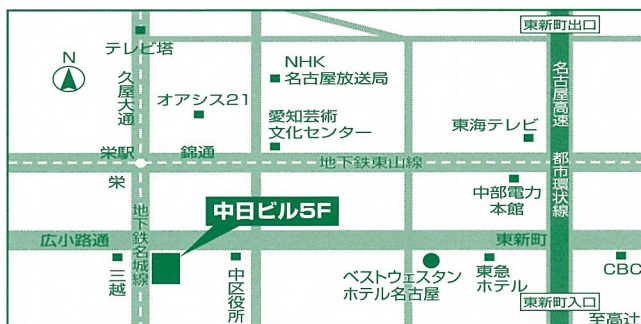 東新町出口
テレビ塔
N
NHK
名古屋放送局
久屋大通
オアシス21
名古屋高速
愛知芸術
文化センター
東海テレビ
栄駅
錦通
地下鉄東山線
栄
都市環状線
中部電力
本館
中日ビル5F
地下鉄名城線
広小路通
東新町
三越
中区役所
ベストウェスタン
ホテル名古屋
東急
ホテル
CBC
東新町入口
至高辻